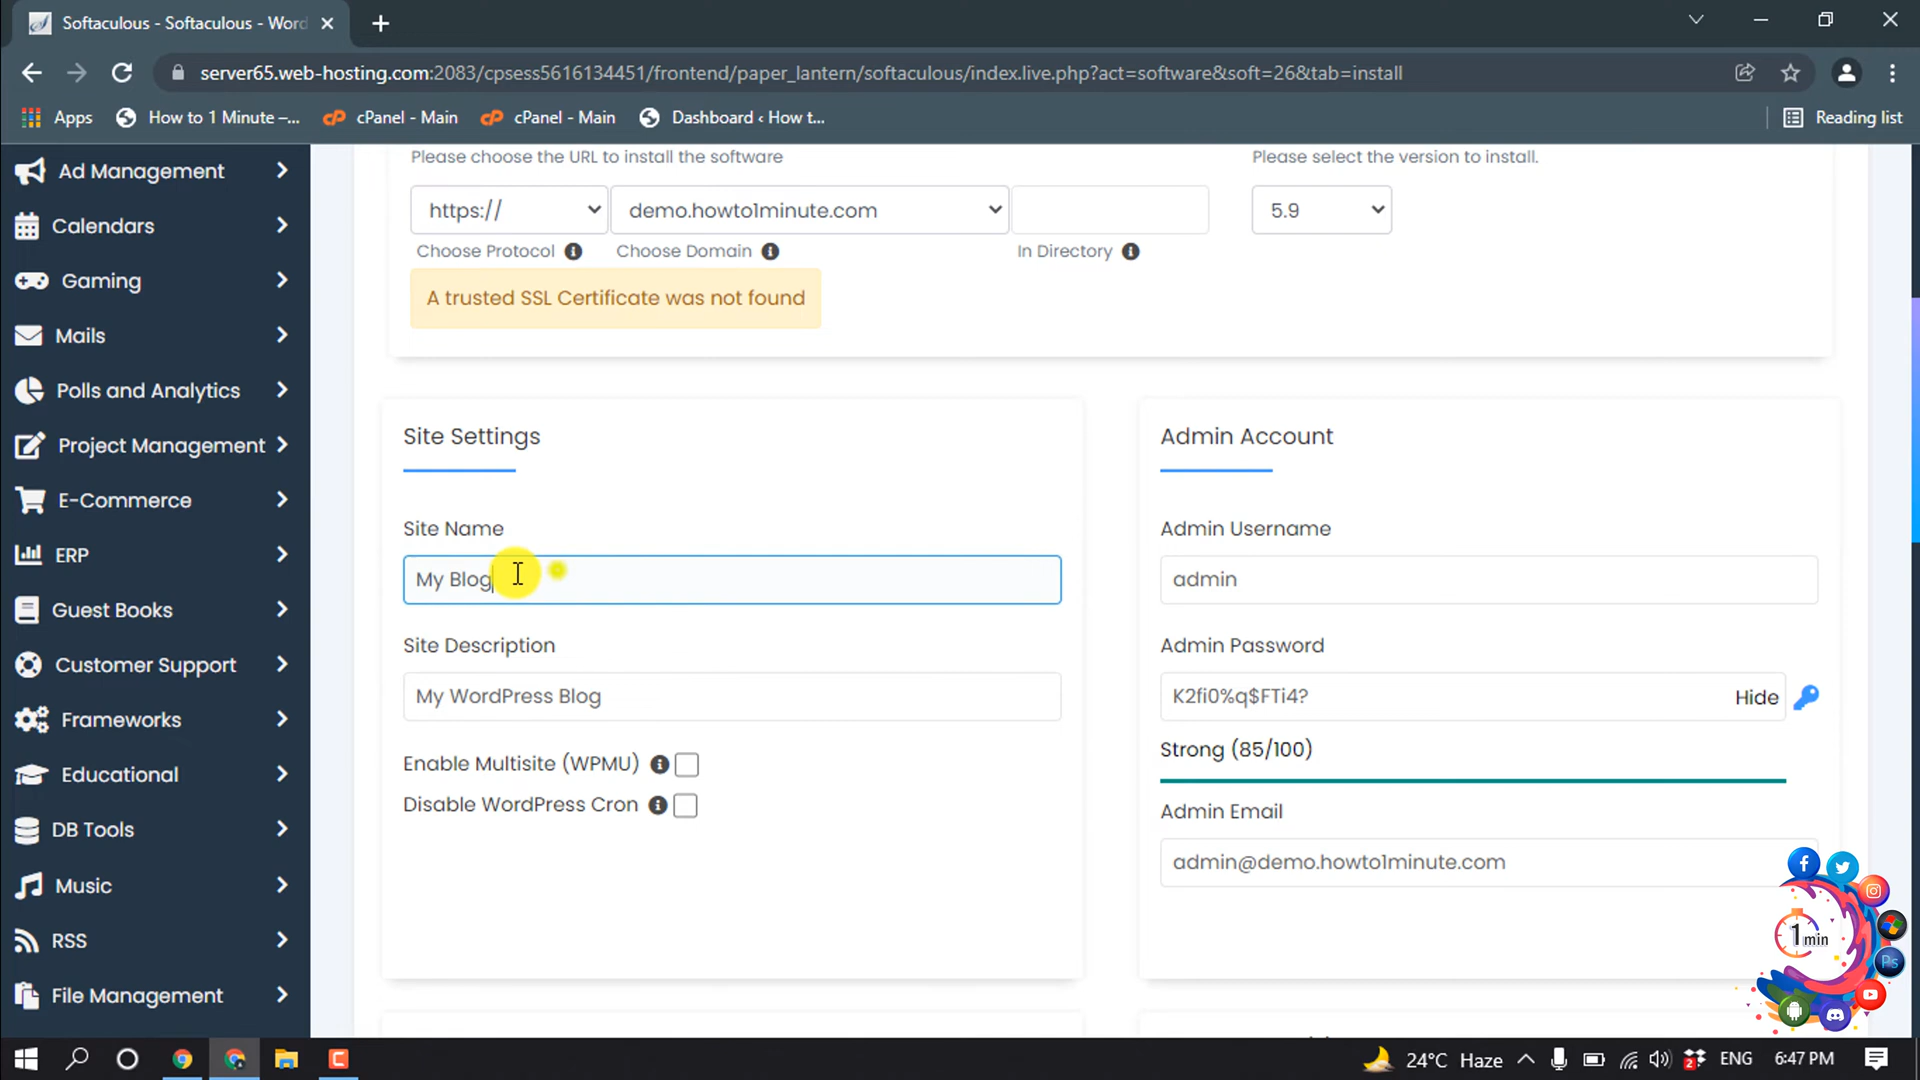 Softaculous - Softaculous - Word
server65.web-hosting.com:2083/cpsess5616134451/frontend/paper_lantern/softaculous/index.live.php?act=software&soft=26&tab=install
Apps
How to 1 Minute –...
cPanel - Main
cPanel - Main
Dashboard ‹ How t...
Reading list
Ad Management
Calendars
Gaming
Mails
Polls and Analytics
Project Management
E-Commerce
ERP
Guest Books
Customer Support
Frameworks
Educational
DB Tools
Music
RSS
File Management
Please choose the URL to install the software
https://
demo.howto1minute.com
Choose Protocol
Choose Domain
In Directory
A trusted SSL Certificate was not found
Please select the version to install.
5.9
Site Settings
Site Name
My Blog
Site Description
My WordPress Blog
Enable Multisite (WPMU)
Disable WordPress Cron
Admin Account
Admin Username
admin
Admin Password
K2fi0%q$FTi4?
Hide
Strong (85/100)
Admin Email
admin@demo.howto1minute.com
1 min
Ps
24°C Haze
2
ENG
6:47 PM